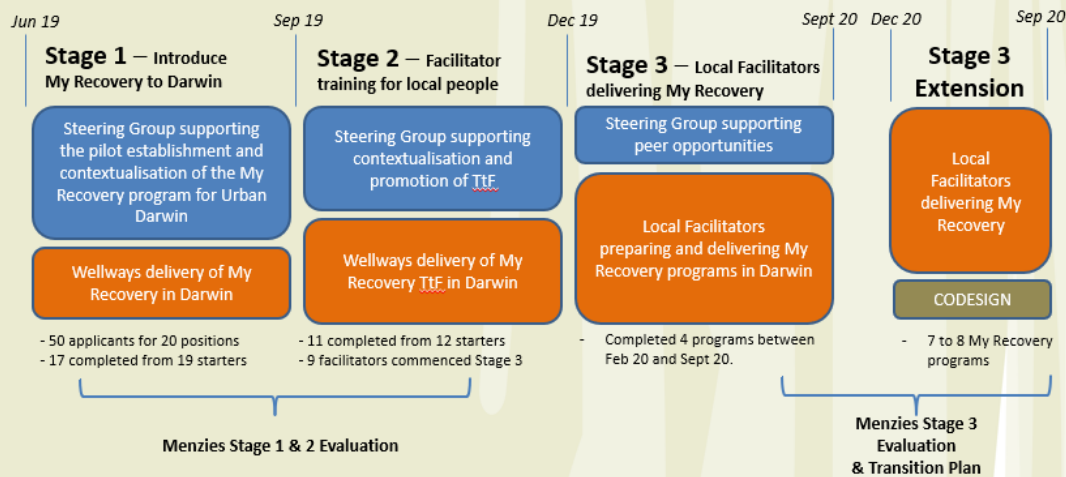 Jun 19
Sep 19
Dec 19
Sept 20
Dec 20
Sep 20
Stage 1 – Introduce
My Recovery to Darwin
Steering Group supporting
the pilot establishment and
contextualisation of the My
Recovery program for Urban
Darwin
Wellways delivery of My
Recovery in Darwin
- 50 applicants for 20 positions
- 17 completed from 19 starters
Stage 2 – Facilitator
training for local people
Steering Group supporting
contextualisation and
promotion of TtF
Wellways delivery of My
Recovery TtF in Darwin
- 11 completed from 12 starters
- 9 facilitators commenced Stage 3
Menzies Stage 1 & 2 Evaluation
Stage 3 – Local Facilitators
delivering My Recovery
Steering Group supporting
peer opportunities
Local Facilitators
preparing and delivering My
Recovery programs in Darwin
- Completed 4 programs between
Feb 20 and Sept 20.
Stage 3
Extension
Local
Facilitators
delivering My
Recovery
CODESIGN
- 7 to 8 My Recovery
programs
Menzies Stage 3
Evaluation
& Transition Plan